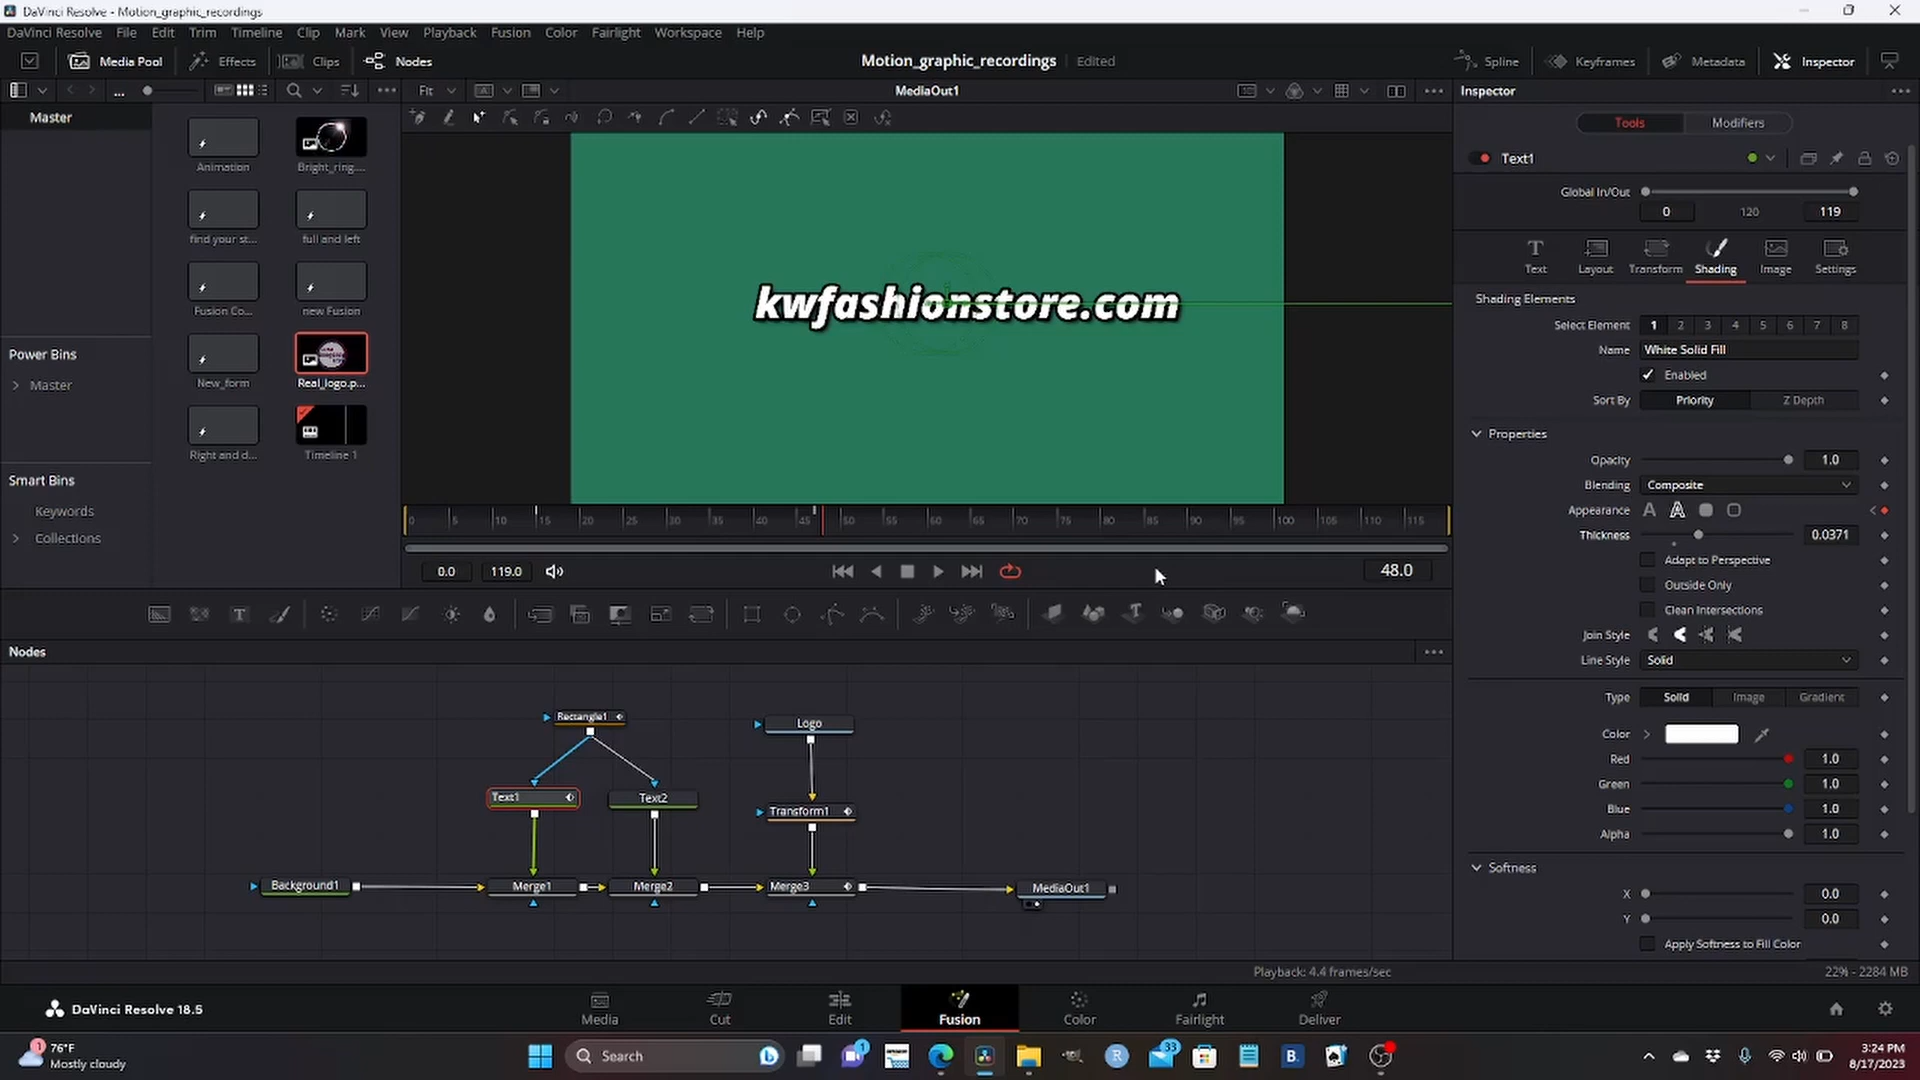 DaVinci Resolve - Motion_graphic_recordings
DaVinci Resolve File Edit Trim Timeline Clip Mark View Playback Fusion Color Fairlight Workspace Help
Media Pool Effects Clips Nodes Motion_graphic_recordings Edited Spline Keyframes Metadata Inspector
... Fit MediaOut1 Inspector
Master
Animation Bright_ring....
find your st... full and left
Fusion Co... new Fusion
New_form Real_logo.p...
Right and d... Timeline 1
Power Bins
Master
Smart Bins
Keywords
Collections
kwfashionstore.com
0 5 10 15 20 25 30 35 40 45 50 55 60 65 70 75 80 85 90 95 100 105 110 115
0.0 119.0 48.0
Tools Modifiers
Text1
Global In/Out
0 120 119
Text Layout Transform Shading Image Settings
Shading Elements
Select Element 1 2 3 4 5 6 7 8
Name White Solid Fill
Enabled
Sort By Priority Z Depth
Properties
Opacity 1.0
Blending Composite
Appearance
Thickness 0.0371
Adapt to Perspective
Outside Only
Clean Intersections
Join Style
Line Style Solid
Type Solid Image Gradient
Color
Red 1.0
Green 1.0
Blue 1.0
Alpha 1.0
Softness
X 0.0
Y 0.0
Apply Softness to Fill Color
Nodes
Rectangle1 Logo
Text1 Text2 Transform1
Background1 Merge1 Merge2 Merge3 MediaOut1
Playback: 4.4 frames/sec 22% - 2284 MB
DaVinci Resolve 18.5 Media Cut Edit Fusion Color Fairlight Deliver
1 76°F
Mostly cloudy
Search
1
33
3:24 PM
8/17/2023